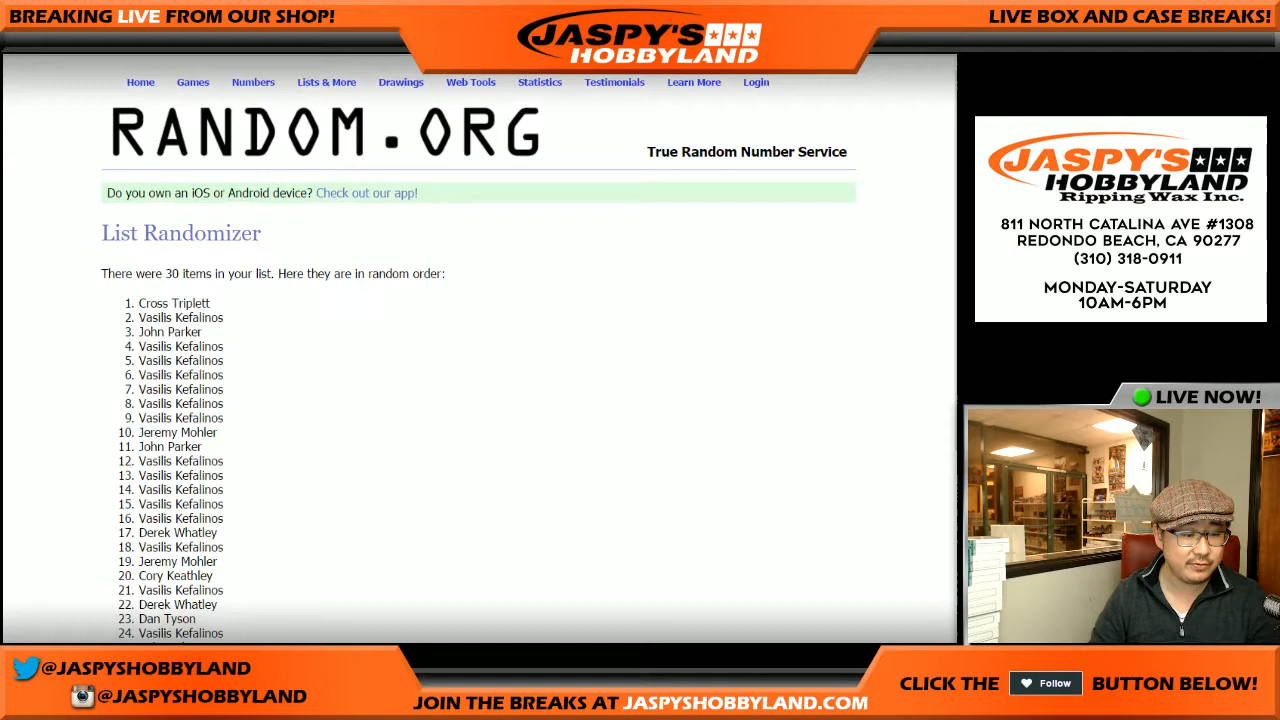 BREAKING LIVE FROM OUR SHOP!
JASPY'S
HOBBYLAND
LIVE BOX AND CASE BREAKS!
Home Games Numbers Lists & More Drawings Web Tools Statistics Testimonials Learn More Login
RANDOM.ORG
True Random Number Service
Do you own an iOS or Android device? Check out our app!
List Randomizer
There were 30 items in your list. Here they are in random order:
1. Cross Triplett
2. Vasilis Kefalinos
3. John Parker
4. Vasilis Kefalinos
5. Vasilis Kefalinos
6. Vasilis Kefalinos
7. Vasilis Kefalinos
8. Vasilis Kefalinos
9. Vasilis Kefalinos
10. Jeremy Mohler
11. John Parker
12. Vasilis Kefalinos
13. Vasilis Kefalinos
14. Vasilis Kefalinos
15. Vasilis Kefalinos
16. Vasilis Kefalinos
17. Derek Whatley
18. Vasilis Kefalinos
19. Jeremy Mohler
20. Cory Keathley
21. Vasilis Kefalinos
22. Derek Whatley
23. Dan Tyson
24. Vasilis Kefalinos
JASPY'S
HOBBYLAND
Ripping Wax Inc.
811 NORTH CATALINA AVE #1308
REDONDO BEACH, CA 90277
(310) 318-0911
MONDAY-SATURDAY
10AM-6PM
LIVE NOW!
@JASPYSHOBBYLAND
@JASPYSHOBBYLAND
JOIN THE BREAKS AT JASPYSHOBBYLAND.COM
CLICK THE Follow BUTTON BELOW!